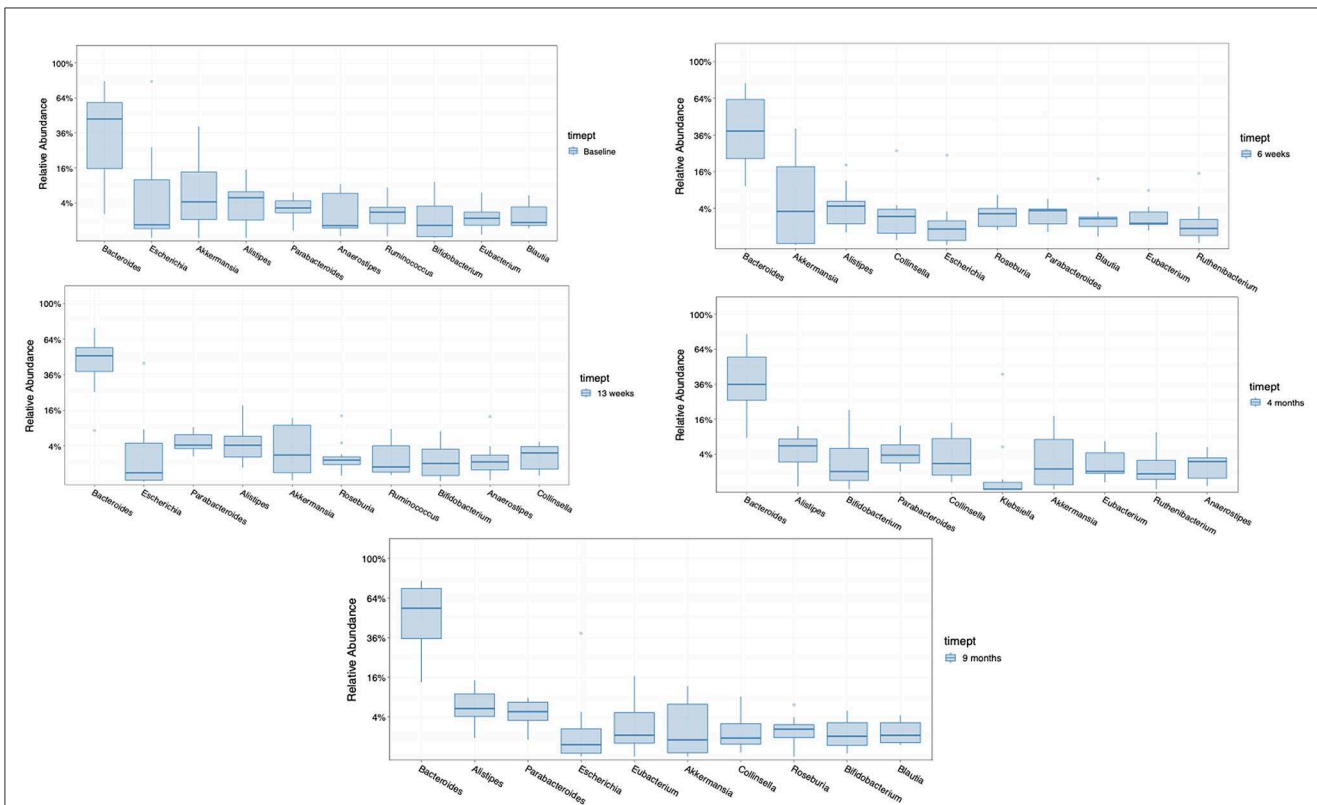 100%
64%
36%
16%
4%
Relative Abundance
timept
Baseline
Bacteroides
Escherichia
Akkermansia
Alistipes
Parabacteroides
Anaerostipes
Ruminococcus
Bifidobacterium
Eubacterium
Blautia
100%
64%
36%
16%
4%
Relative Abundance
timept
6 weeks
Bacteroides
Akkermansia
Alistipes
Collinsella
Escherichia
Roseburia
Parabacteroides
Blautia
Eubacterium
Ruthenibacterium
100%
64%
36%
16%
4%
Relative Abundance
timept
13 weeks
Bacteroides
Escherichia
Parabacteroides
Alistipes
Akkermansia
Roseburia
Ruminococcus
Bifidobacterium
Anaerostipes
Collinsella
100%
64%
36%
16%
4%
Relative Abundance
timept
4 months
Bacteroides
Alistipes
Bifidobacterium
Parabacteroides
Collinsella
Klebsiella
Akkermansia
Eubacterium
Ruthenibacterium
Anaerostipes
100%
64%
36%
16%
4%
Relative Abundance
timept
9 months
Bacteroides
Alistipes
Parabacteroides
Escherichia
Eubacterium
Akkermansia
Collinsella
Roseburia
Bifidobacterium
Blautia